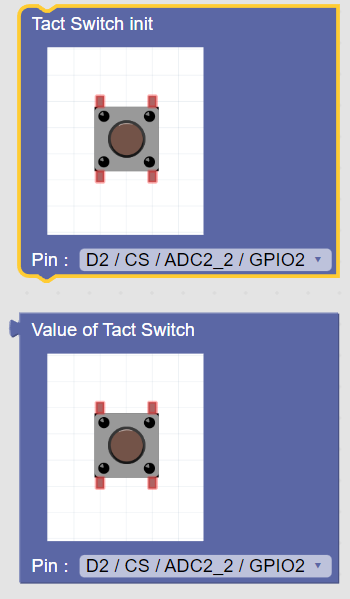 Tact Switch init
Pin : D2 / CS / ADC2_2 / GPIO2
Value of Tact Switch
Pin : D2 / CS / ADC2_2 / GPIO2